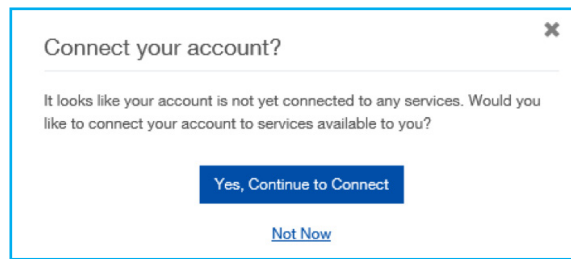 Connect your account?
It looks like your account is not yet connected to any services. Would you
like to connect your account to services available to you?
Yes, Continue to Connect
Not Now